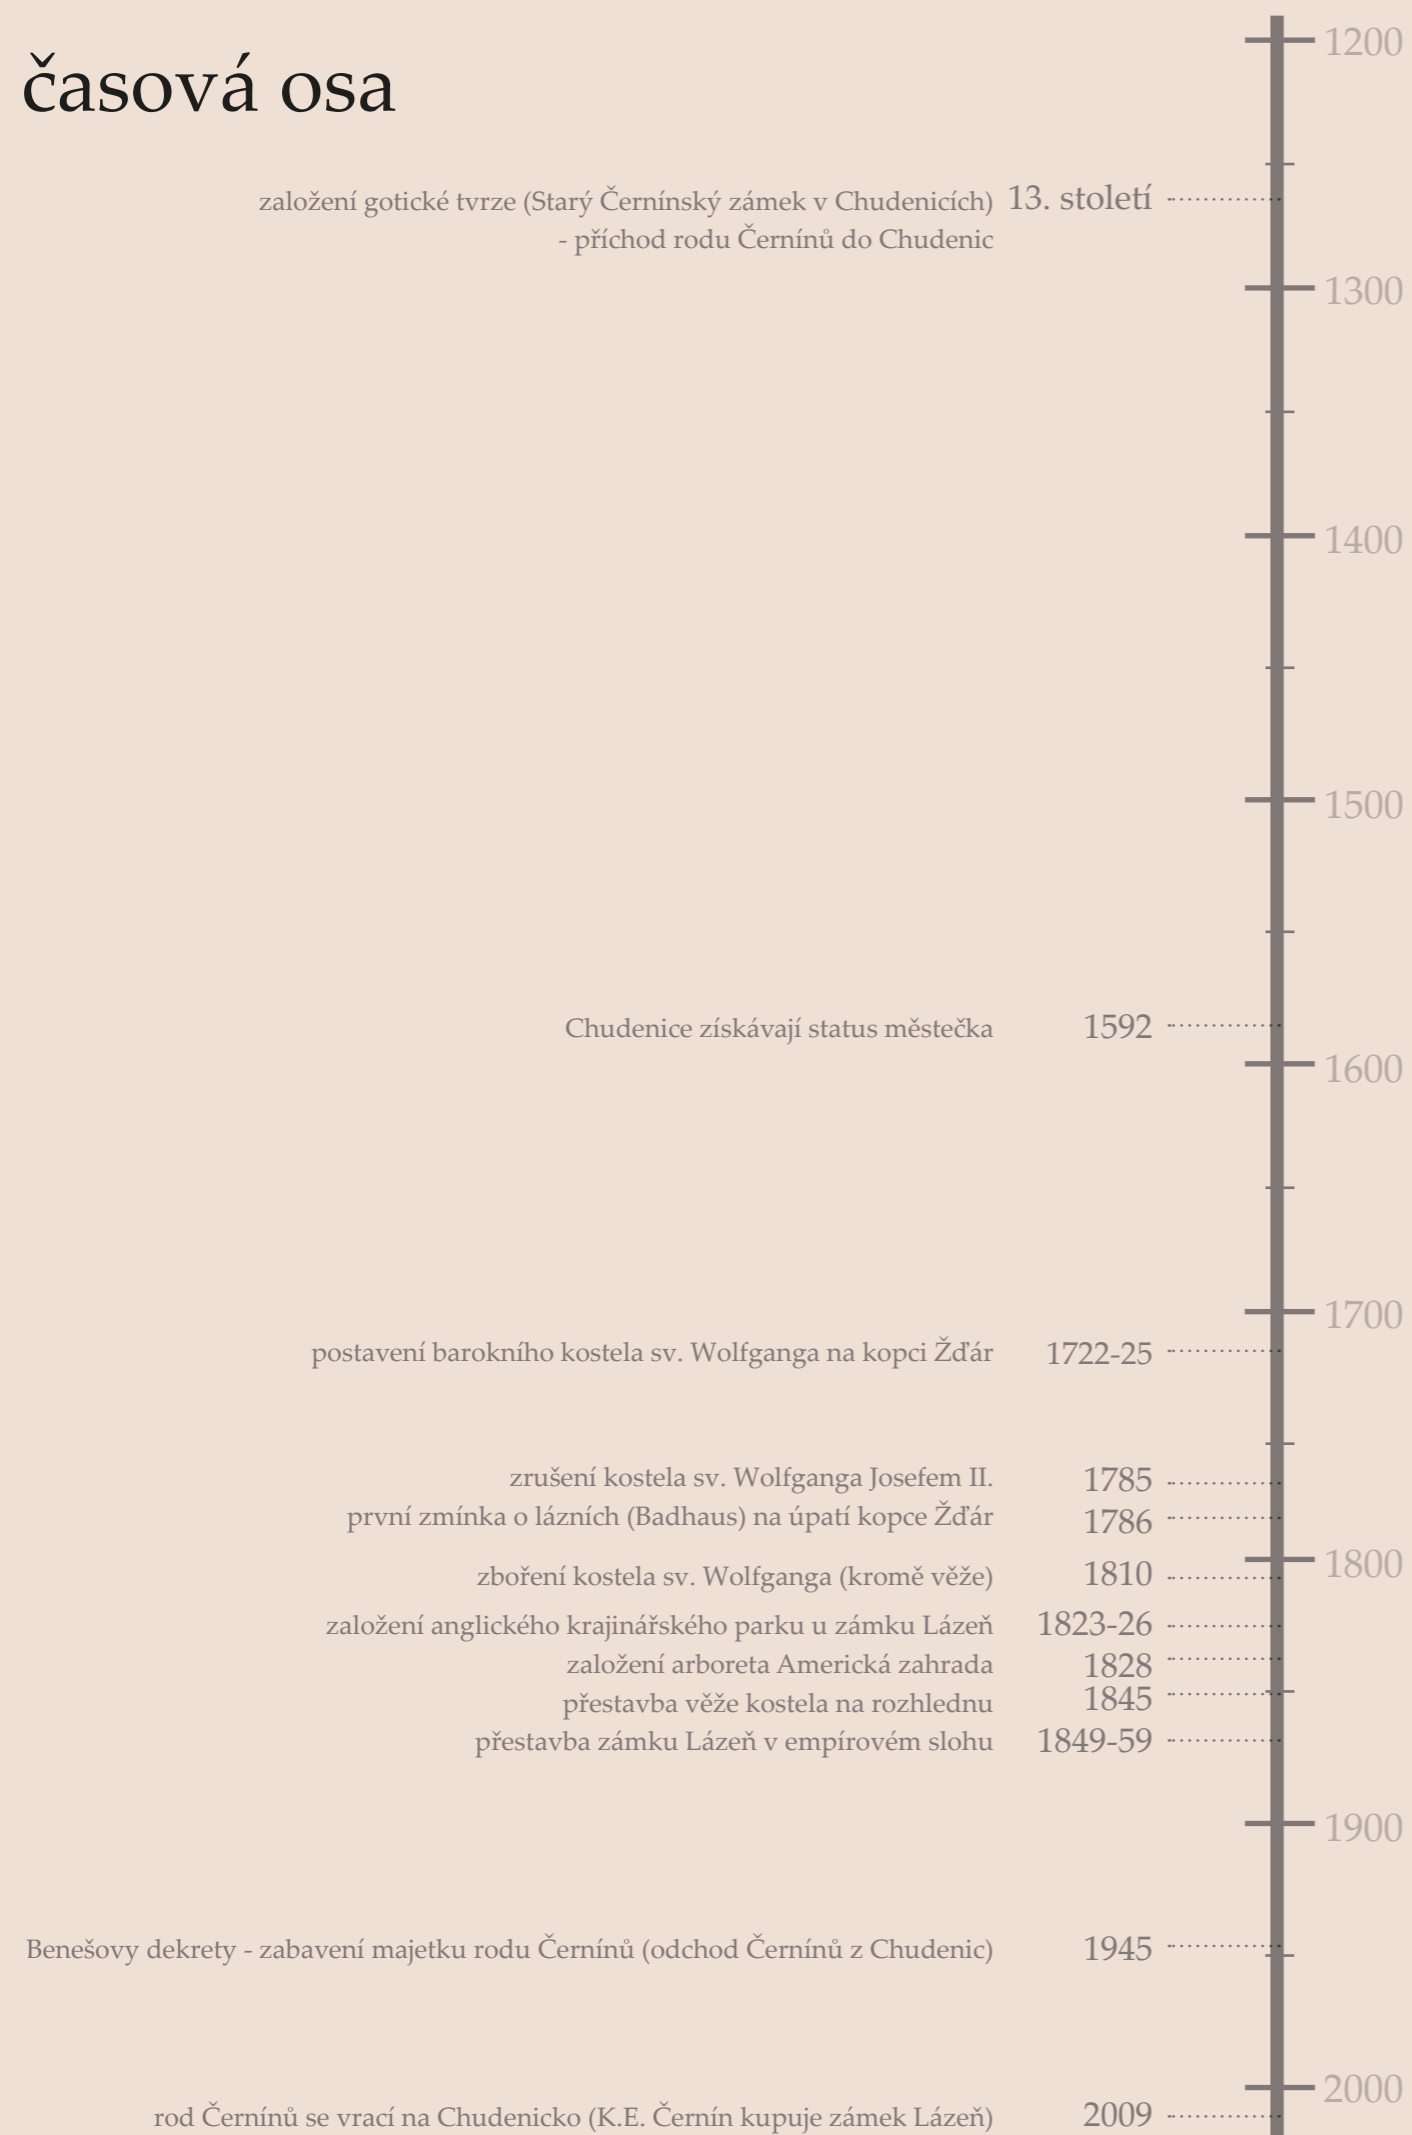 časová osa
1200
založení gotické tvrze (Starý Černínský zámek v Chudenicích) 13. století
- příchod rodu Černínů do Chudenic
1300
1400
1500
Chudenice získávají status městečka 1592
1600
1700
postavení barokního kostela sv. Wolfganga na kopci Žďár 1722-25
zrušení kostela sv. Wolfganga Josefem II. 1785
první zmínka o lázních (Badhaus) na úpatí kopce Žďár 1786
1800
zboření kostela sv. Wolfganga (kromě věže) 1810
založení anglického krajinářského parku u zámku Lázeň 1823-26
založení arboreta Americká zahrada 1828
přestavba věže kostela na rozhlednu 1845
přestavba zámku Lázeň v empírovém slohu 1849-59
1900
Benešovy dekrety - zabavení majetku rodu Černínů (odchod Černínů z Chudenic) 1945
2000
rod Černínů se vrací na Chudenicko (K.E. Černín kupuje zámek Lázeň) 2009